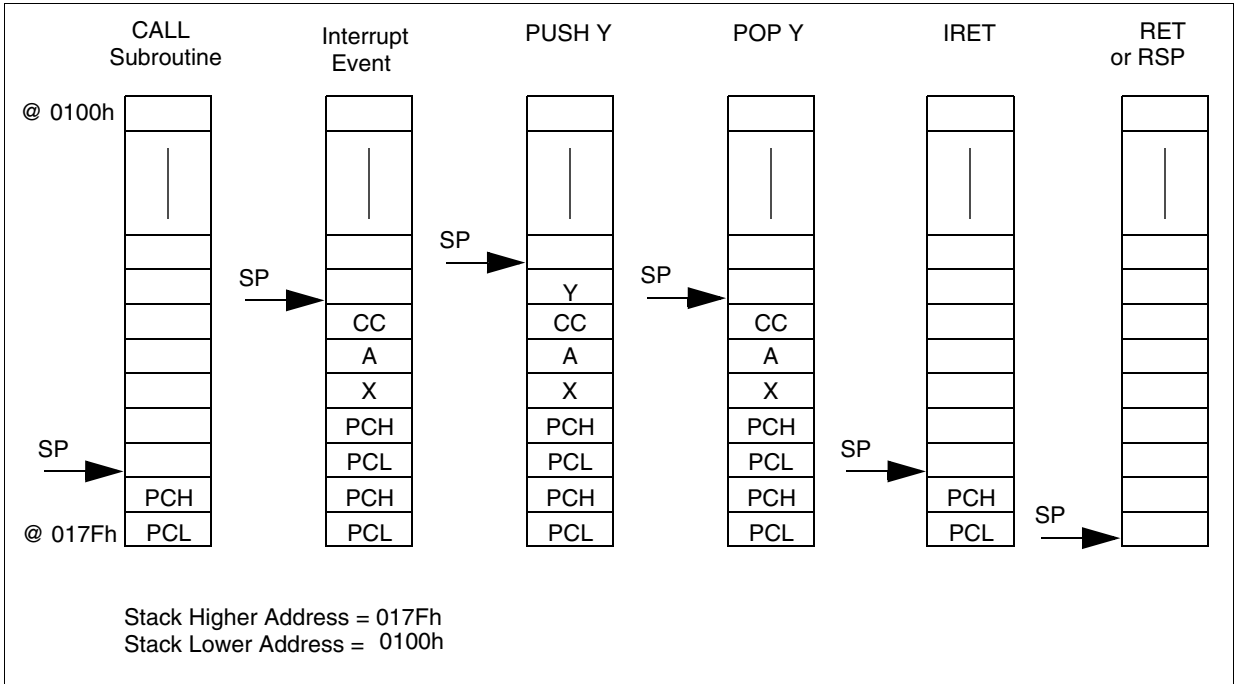 CALL
Subroutine
Interrupt
Event
PUSH Y
POP Y
IRET
RET
or RSP
@ 0100h
SP
SP
SP
Y
CC
CC
CC
A
A
A
X
X
X
PCH
PCH
PCH
SP
SP
PCL
PCL
PCL
PCH
PCH
PCH
PCH
PCH
SP
@ 017Fh
PCL
PCL
PCL
PCL
PCL
Stack Higher Address = 017Fh
Stack Lower Address = 0100h